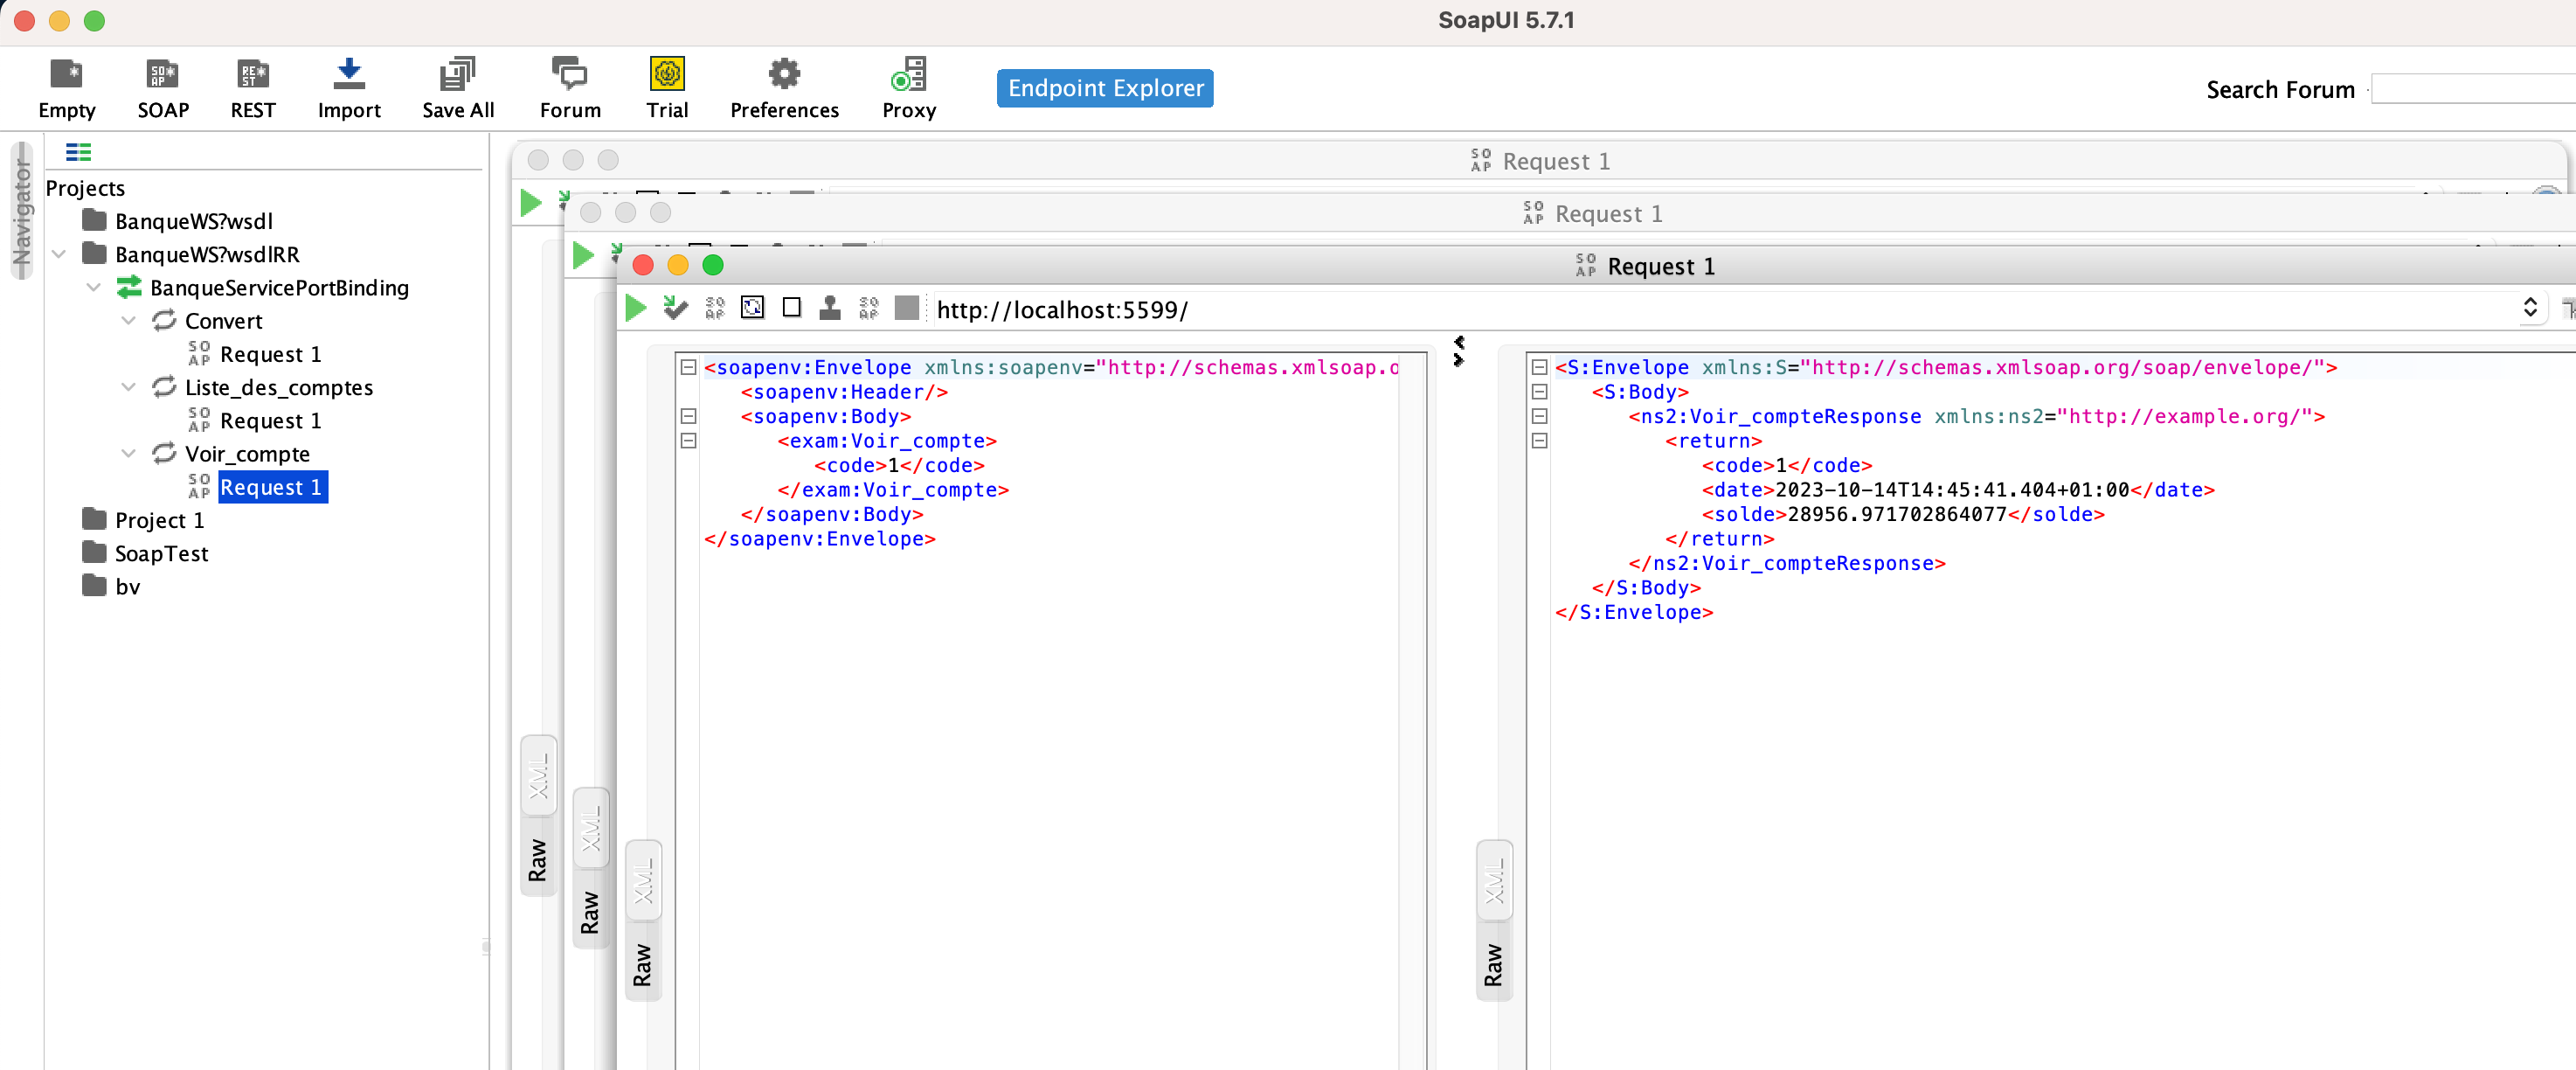 SoapUI 5.7.1
Empty
SOAP
REST
Import
Save All
Forum
Trial
Preferences
Proxy
Endpoint Explorer
Search Forum
Navigator
Projects
BanqueWS?wsdl
BanqueWS?wsdlRR
BanqueServicePortBinding
Convert
Request 1
Liste_des_comptes
Request 1
Voir_compte
Request 1
Project 1
SoapTest
bv
Request 1
Request 1
Request 1
http://localhost:5599/
<soapenv:Envelope xmlns:soapenv="http://schemas.xmlsoap.o
<soapenv:Header/>
<soapenv:Body>
<exam:Voir_compte>
<code>1</code>
</exam:Voir_compte>
</soapenv:Body>
</soapenv:Envelope>
<S:Envelope xmlns:S="http://schemas.xmlsoap.org/soap/envelope/">
<S:Body>
<ns2:Voir_compteResponse xmlns:ns2="http://example.org/">
<return>
<code>1</code>
<date>2023-10-14T14:45:41.404+01:00</date>
<solde>28956.971702864077</solde>
</return>
</ns2:Voir_compteResponse>
</S:Body>
</S:Envelope>
XML
Raw
XML
Raw
XML
Raw
XML
Raw